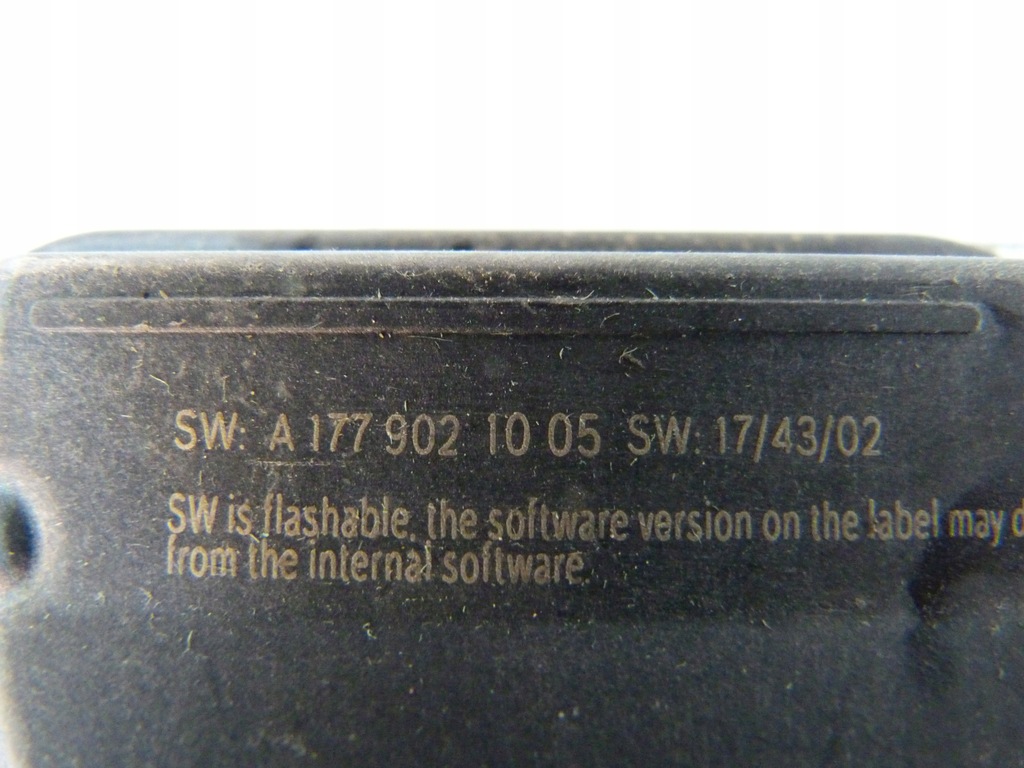 SW: A 177 902 10 05 SW: 17/43/02
SW is flashable, the software version on the label may d
from the internal software.